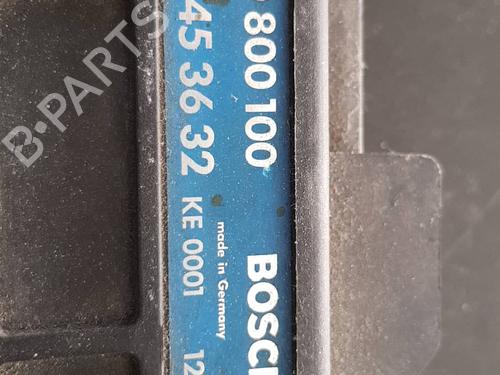 800 100
BOSCH
made in Germany
45 36 32 KE 0001 12
B-PARTS